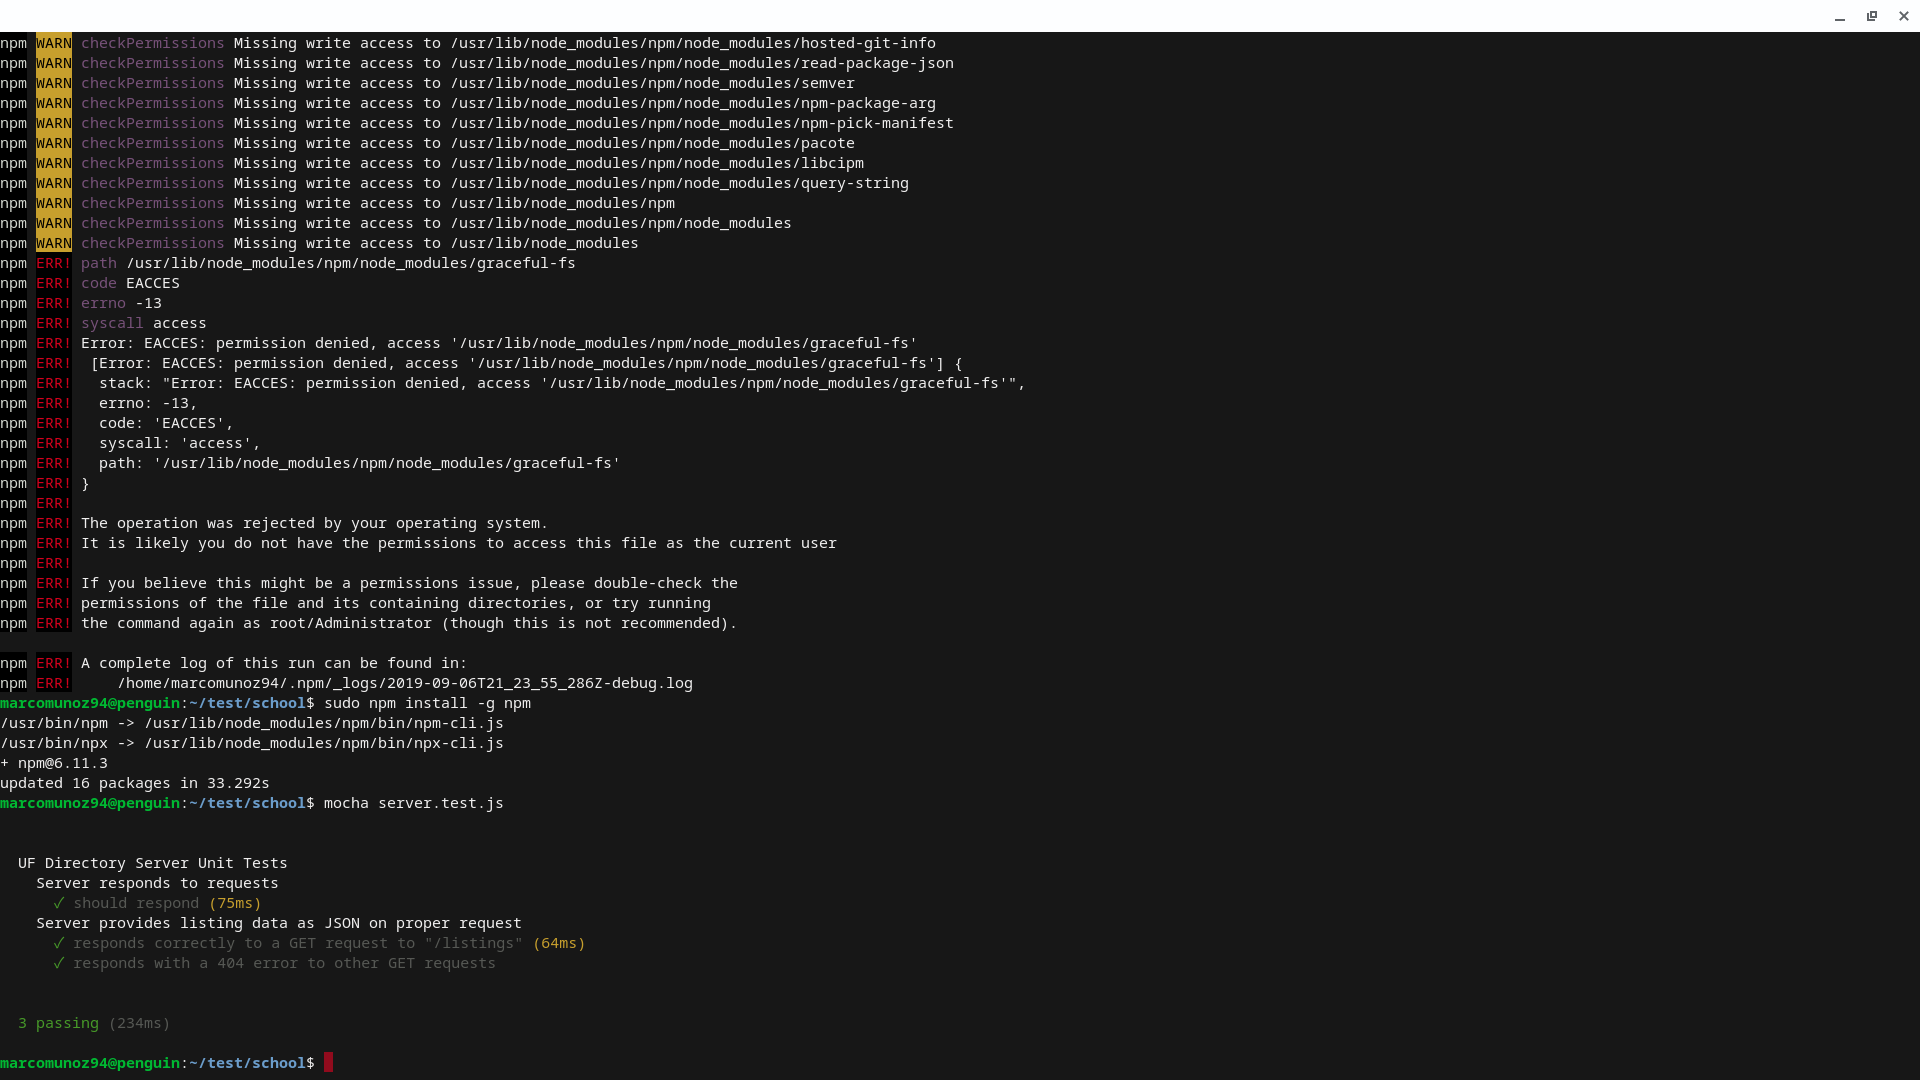 npm WARN checkPermissions Missing write access to /usr/lib/node_modules/npm/node_modules/hosted-git-info
npm WARN checkPermissions Missing write access to /usr/lib/node_modules/npm/node_modules/read-package-json
npm WARN checkPermissions Missing write access to /usr/lib/node_modules/npm/node_modules/semver
npm WARN checkPermissions Missing write access to /usr/lib/node_modules/npm/node_modules/npm-package-arg
npm WARN checkPermissions Missing write access to /usr/lib/node_modules/npm/node_modules/npm-pick-manifest
npm WARN checkPermissions Missing write access to /usr/lib/node_modules/npm/node_modules/pacote
npm WARN checkPermissions Missing write access to /usr/lib/node_modules/npm/node_modules/libcipm
npm WARN checkPermissions Missing write access to /usr/lib/node_modules/npm/node_modules/query-string
npm WARN checkPermissions Missing write access to /usr/lib/node_modules/npm
npm WARN checkPermissions Missing write access to /usr/lib/node_modules/npm/node_modules
npm WARN checkPermissions Missing write access to /usr/lib/node_modules
npm ERR! path /usr/lib/node_modules/npm/node_modules/graceful-fs
npm ERR! code EACCES
npm ERR! errno -13
npm ERR! syscall access
npm ERR! Error: EACCES: permission denied, access '/usr/lib/node_modules/npm/node_modules/graceful-fs'
npm ERR!  [Error: EACCES: permission denied, access '/usr/lib/node_modules/npm/node_modules/graceful-fs'] {
npm ERR!   stack: "Error: EACCES: permission denied, access '/usr/lib/node_modules/npm/node_modules/graceful-fs'",
npm ERR!   errno: -13,
npm ERR!   code: 'EACCES',
npm ERR!   syscall: 'access',
npm ERR!   path: '/usr/lib/node_modules/npm/node_modules/graceful-fs'
npm ERR! }
npm ERR!
npm ERR! The operation was rejected by your operating system.
npm ERR! It is likely you do not have the permissions to access this file as the current user
npm ERR!
npm ERR! If you believe this might be a permissions issue, please double-check the
npm ERR! permissions of the file and its containing directories, or try running
npm ERR! the command again as root/Administrator (though this is not recommended).

npm ERR! A complete log of this run can be found in:
npm ERR!     /home/marcomunoz94/.npm/_logs/2019-09-06T21_23_55_286Z-debug.log
marcomunoz94@penguin:~/test/school$ sudo npm install -g npm
/usr/bin/npm -> /usr/lib/node_modules/npm/bin/npm-cli.js
/usr/bin/npx -> /usr/lib/node_modules/npm/bin/npx-cli.js
+ npm@6.11.3
updated 16 packages in 33.292s
marcomunoz94@penguin:~/test/school$ mocha server.test.js

  UF Directory Server Unit Tests
    Server responds to requests
      ✓ should respond (75ms)
    Server provides listing data as JSON on proper request
      ✓ responds correctly to a GET request to "/listings" (64ms)
      ✓ responds with a 404 error to other GET requests

  3 passing (234ms)

marcomunoz94@penguin:~/test/school$